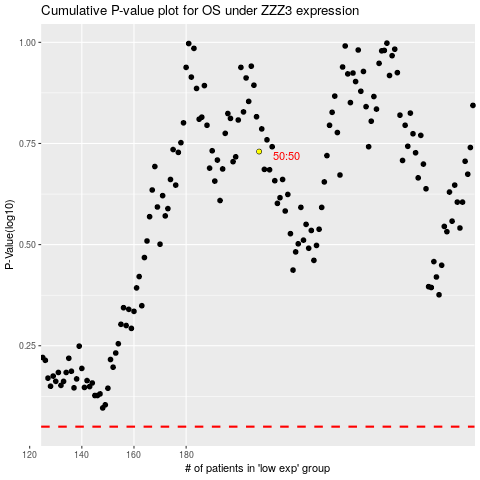 Cumulative P-value plot for OS under ZZZ3 expression
P-Value(log10)
1.00
0.75
0.50
0.25
50:50
120 140 160 180
# of patients in 'low exp' group